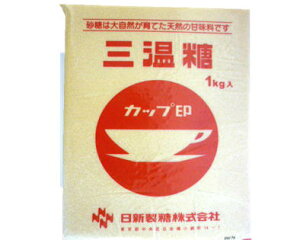 砂糖は大自然が育てた天然の甘味料です
三温糖
1kg入
カップ印
日新製糖株式会社